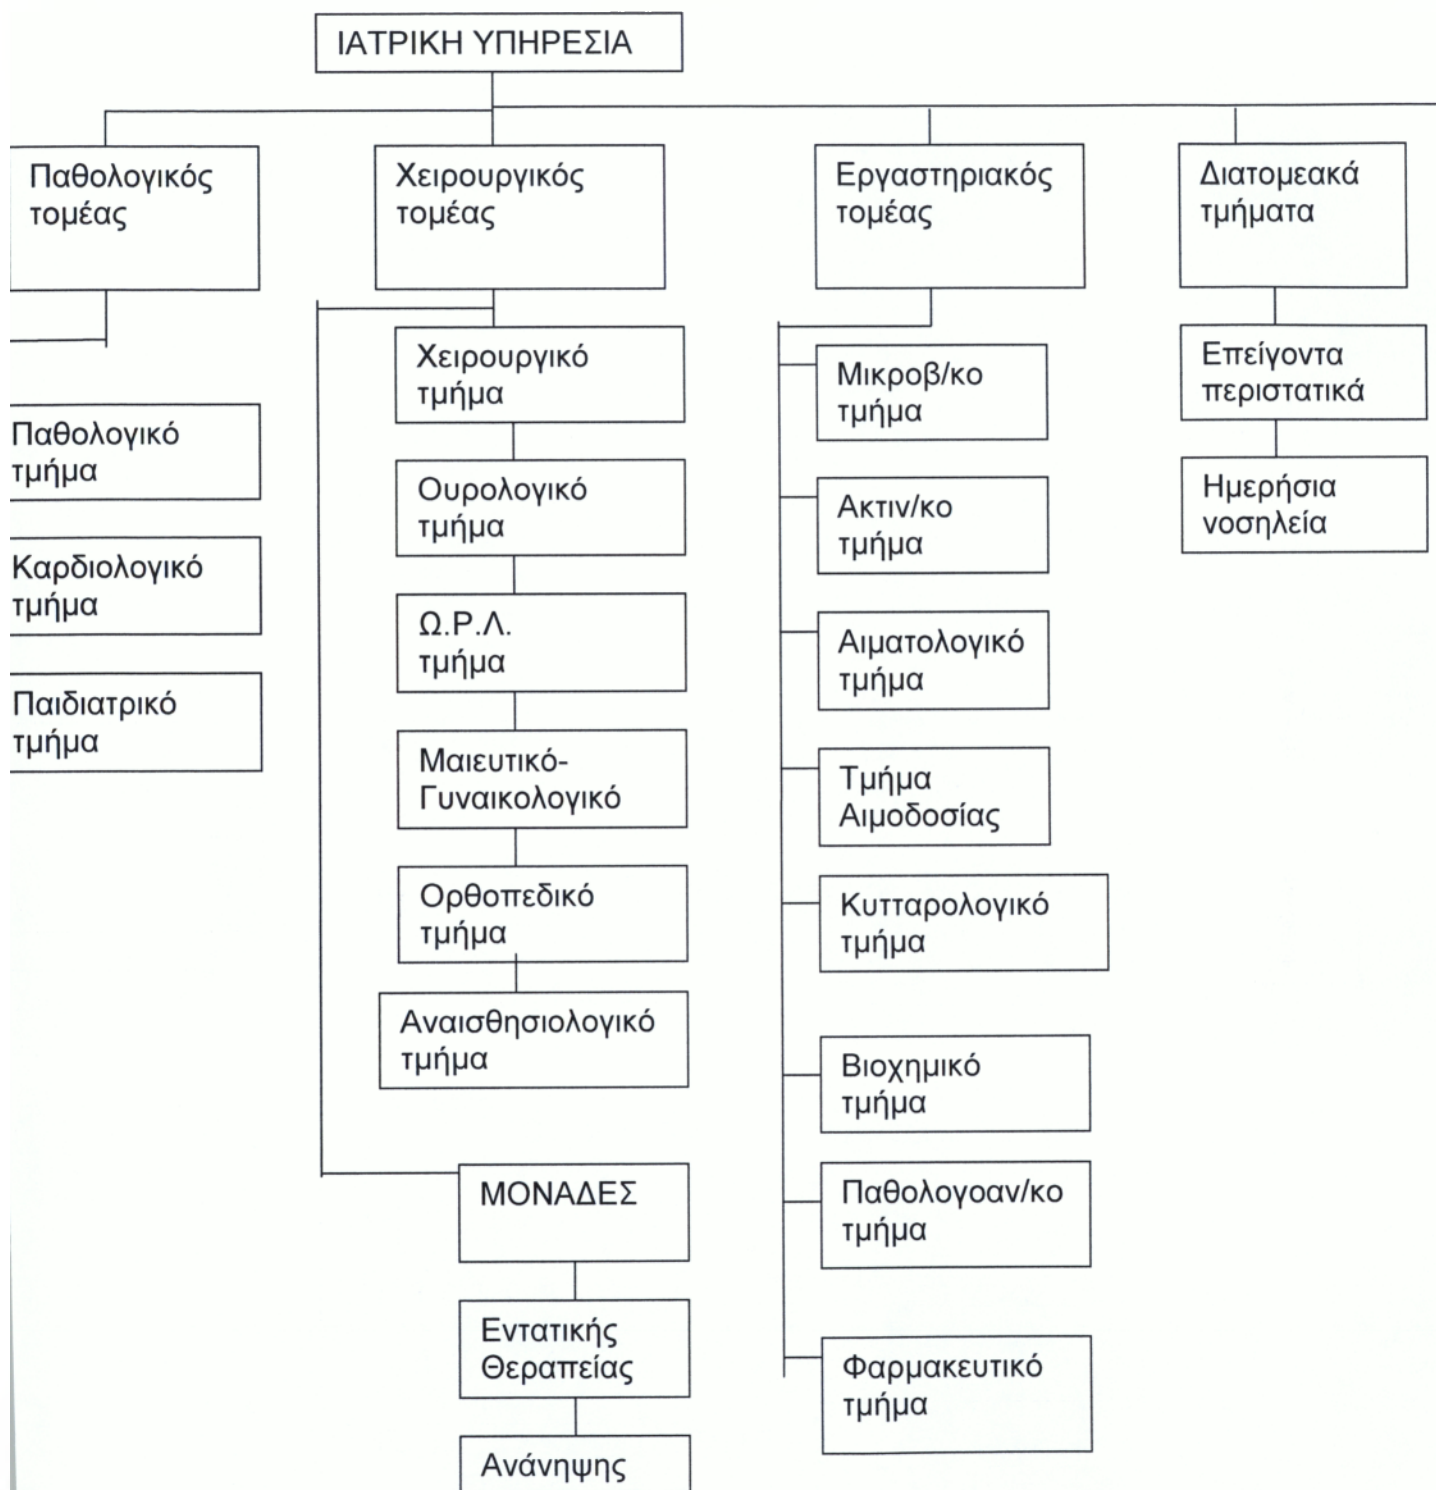 ΙΑΤΡΙΚΗ ΥΠΗΡΕΣΙΑ
Παθολογικός
τομέας
Παθολογικό
τμήμα
Καρδιολογικό
τμήμα
Παιδιατρικό
τμήμα
Χειρουργικός
τομέας
Χειρουργικό
τμήμα
Ουρολογικό
τμήμα
Ω.Ρ.Λ.
τμήμα
Μαιευτικό-
Γυναικολογικό
Ορθοπεδικό
τμήμα
Αναισθησιολογικό
τμήμα
ΜΟΝΑΔΕΣ
Εντατικής
Θεραπείας
Ανάνηψης
Εργαστηριακός
τομέας
Μικροβ/κο
τμήμα
Ακτιν/κο
τμήμα
Αιματολογικό
τμήμα
Τμήμα
Αιμοδοσίας
Κυτταρολογικό
τμήμα
Βιοχημικό
τμήμα
Παθολογοαν/κο
τμήμα
Φαρμακευτικό
τμήμα
Διατομεακά
τμήματα
Επείγοντα
περιστατικά
Ημερήσια
νοσηλεία